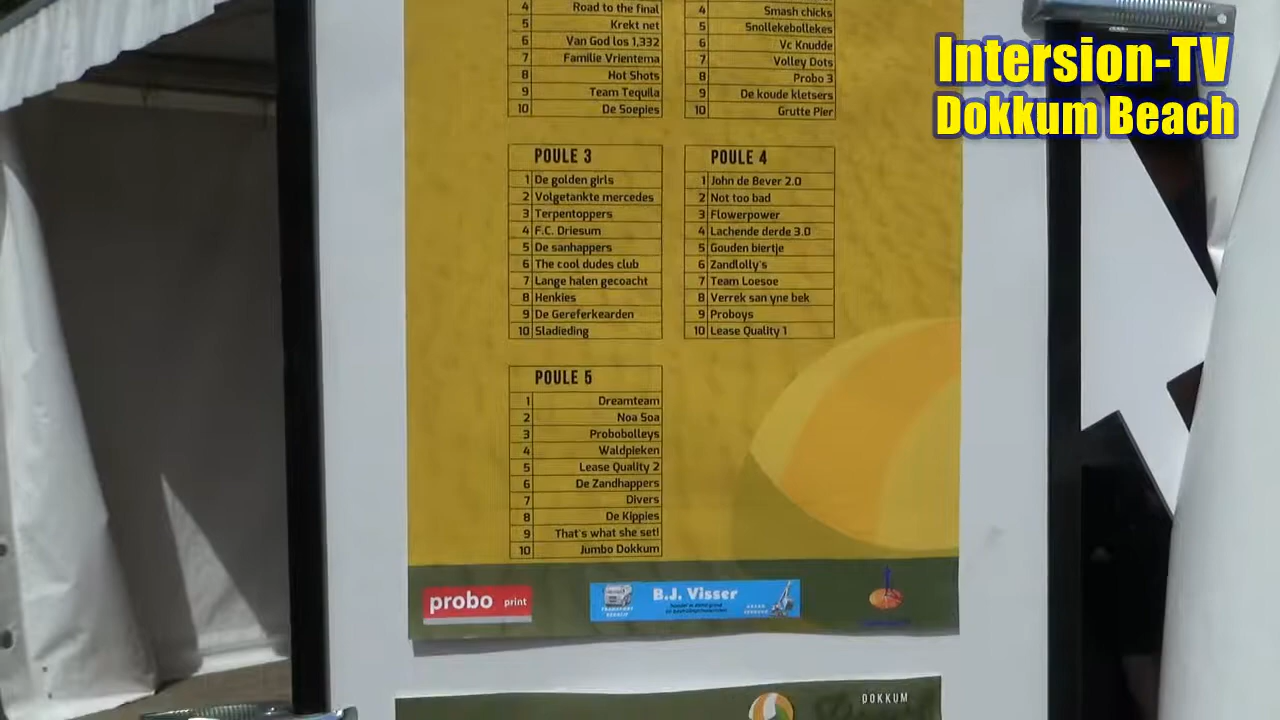 Intersion-TV
Dokkum Beach
4 Road to the final
5 Krekt net
6 Van God los 1,332
7 Familie Vrientema
8 Hot Shots
9 Team Tequila
10 De Soepies
4 Smash chicks
5 Snollekebollekes
6 Vc Knudde
7 Volley Dots
8 Probo 3
9 De koude kletsers
10 Grutte Pier
POULE 3
1 De golden girls
2 Volgetankte mercedes
3 Terpentoppers
4 F.C. Driesum
5 De sanhappers
6 The cool dudes club
7 Lange halen gecoacht
8 Henkies
9 De Gereferkearden
10 Sladieding
POULE 4
1 John de Bever 2.0
2 Not too bad
3 Flowerpower
4 Lachende derde 3.0
5 Gouden biertje
6 Zandlolly's
7 Team Loesoe
8 Verrek san yne bek
9 Proboys
10 Lease Quality 1
POULE 5
1 Dreamteam
2 Noa Soa
3 Probobolleys
4 Waldpieken
5 Lease Quality 2
6 De Zandhappers
7 Divers
8 De Kippies
9 That's what she set!
10 Jumbo Dokkum
probo print
B.J. Visser
DOKKUM